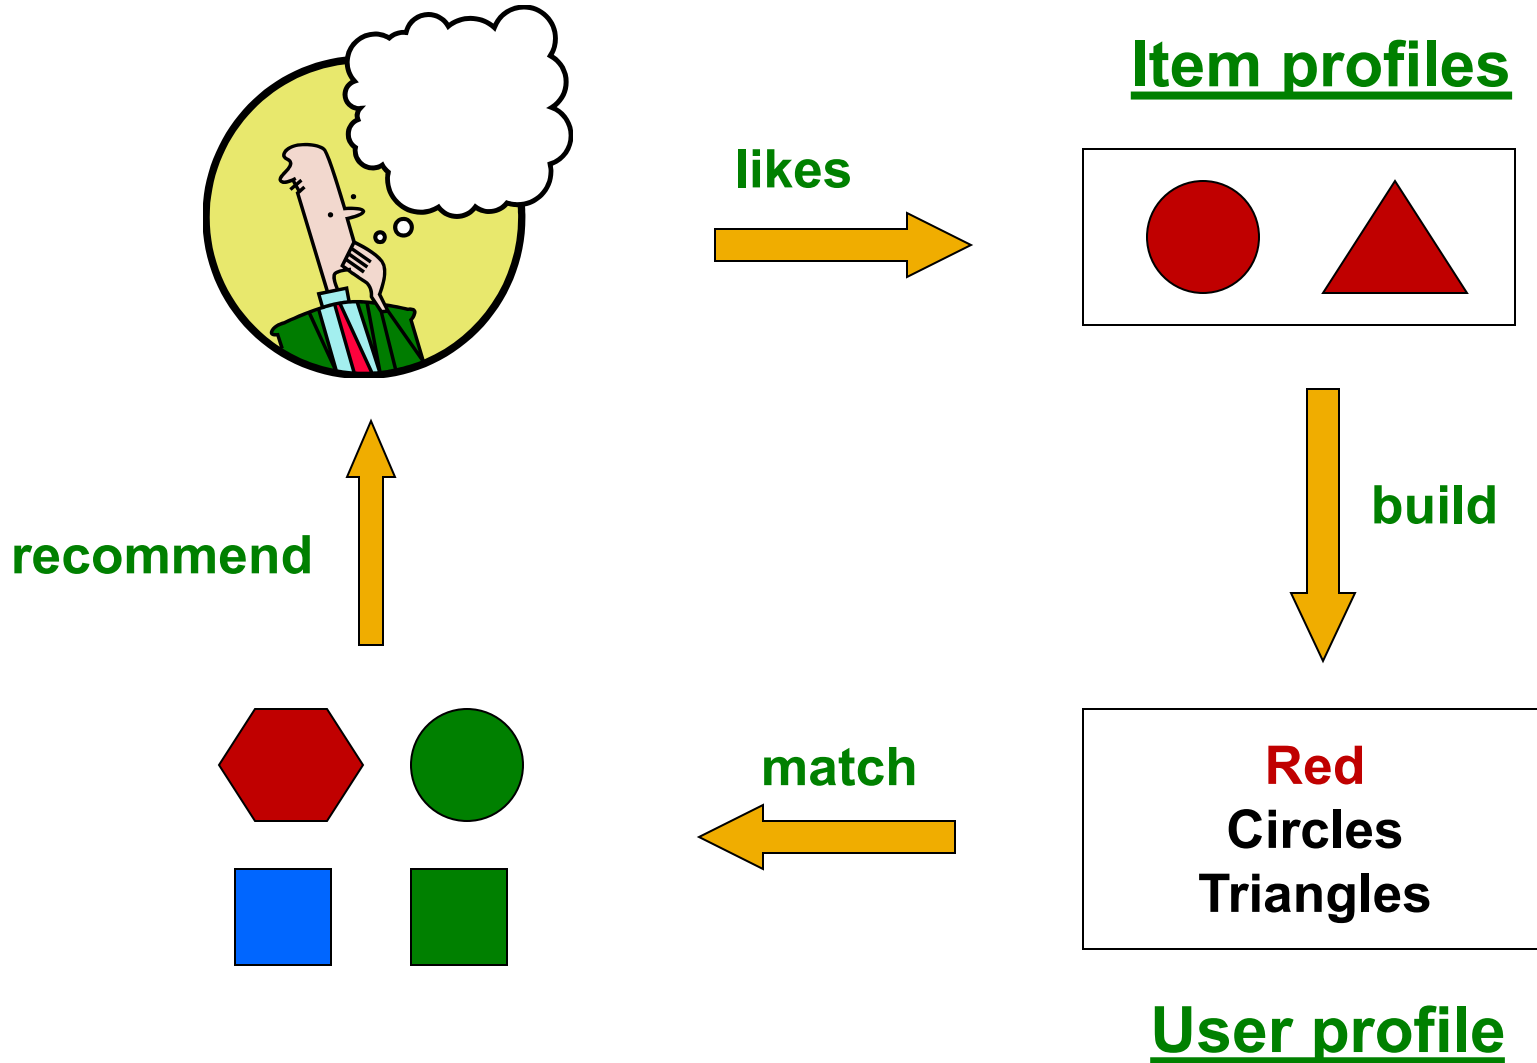 Item profiles
likes
build
recommend
match
Red
Circles
Triangles
User profile